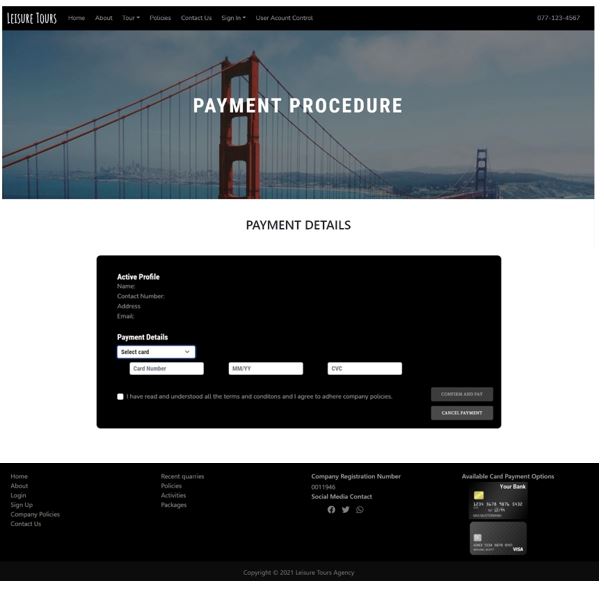 LEISURE TOURS Home About Tour Policies Contact Us Sign In User Acount Control 077-123-4567
PAYMENT PROCEDURE
PAYMENT DETAILS
Active Profile
Name:
Contact Number:
Address
Email:
Payment Details
Select card
Card Number MM/YY CVC
I have read and understood all the terms and conditons and I agree to adhere company policies.
CONFIRM AND PAY
CANCEL PAYMENT
Home
About
Login
Sign Up
Company Policies
Contact Us
Recent quarries
Policies
Activities
Packages
Company Registration Number
0011946
Social Media Contact
Available Card Payment Options
Your Bank
1234 5678 9876 5432
12/94
VISA
Copyright © 2021 Leisure Tours Agency